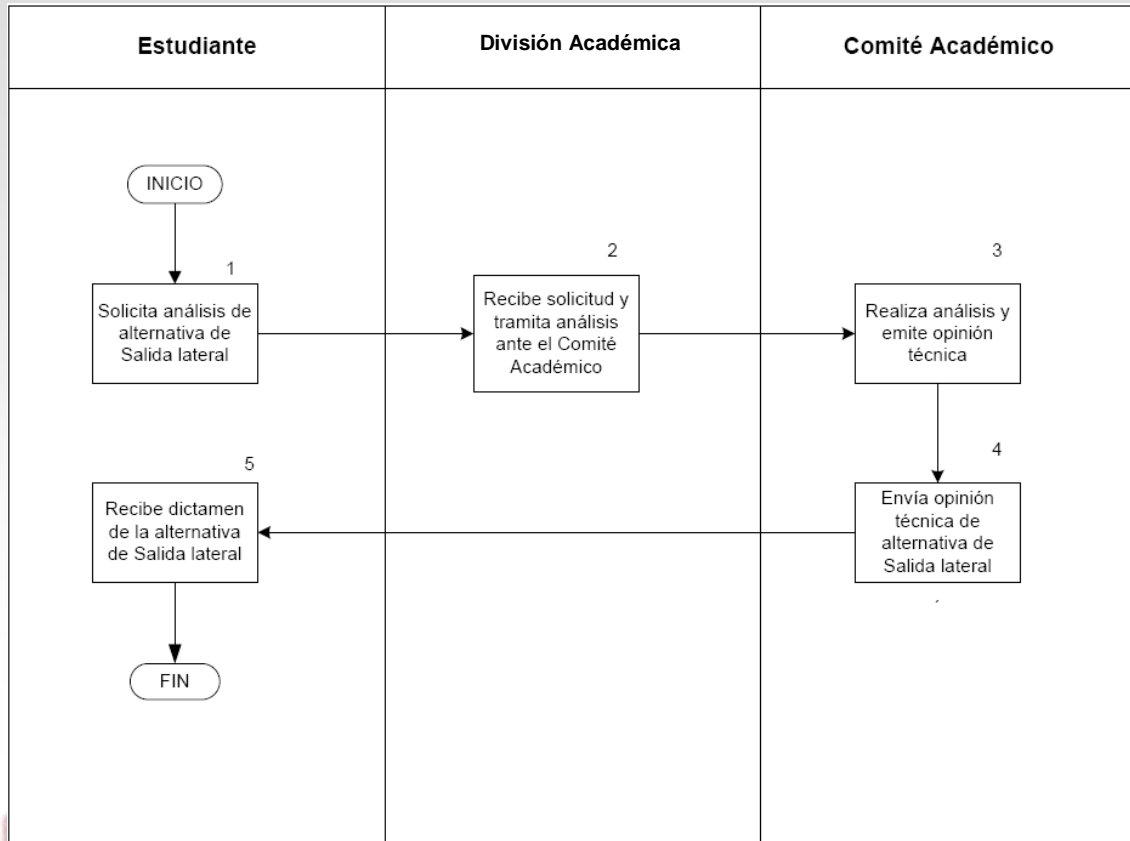 Estudiante
División Académica
Comité Académico
INICIO
1
Solicita análisis de
alternativa de
Salida lateral
2
Recibe solicitud y
tramita análisis
ante el Comité
Académico
3
Realiza análisis y
emite opinión
técnica
4
Envía opinión
técnica de
alternativa de
Salida lateral
5
Recibe dictamen
de la alternativa
de Salida lateral
FIN